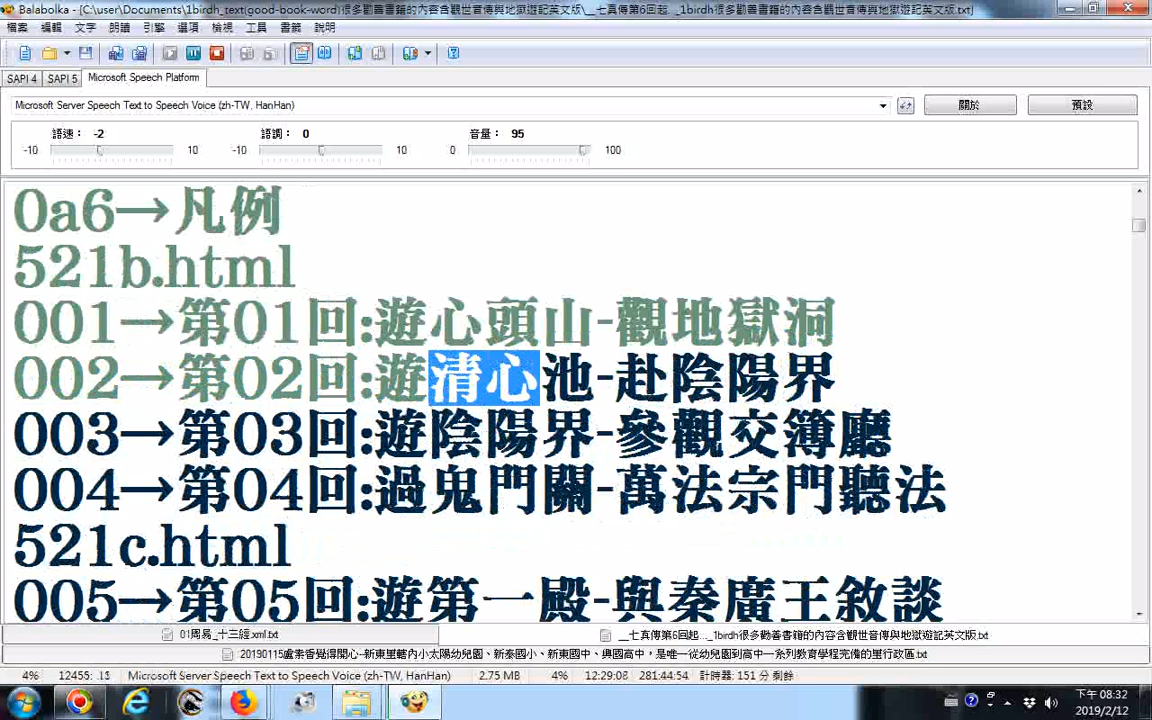 Balabolka - [C:\user\Documents\1birdh_text(good-book-word)很多勸善書籍的內容含觀世音傳與地獄遊記英文版\__七真傳第6回起. _1birdh很多勸善書籍的內容含觀世音傳與地獄遊記英文版.txt]
檔案 編輯 文字 朗讀 引擎 選項 檢視 工具 書籤 說明
SAPI 4 SAPI 5 Microsoft Speech Platform
Microsoft Server Speech Text to Speech Voice (zh-TW, HanHan) 關於 預設
語速： -2 語調： 0 音量： 95
-10 10 -10 10 0 100
0a6→凡例
521b.html
001→第01回:遊心頭山-觀地獄洞
002→第02回:遊清心池-赴陰陽界
003→第03回:遊陰陽界-參觀交簿廳
004→第04回:過鬼門關-萬法宗門聽法
521c.html
005→第05回:遊第一殿-與秦廣王敘談
01周易_十三經.xml.txt __七真傳第6回起..._1birdh很多勸善書籍的內容含觀世音傳與地獄遊記英文版.txt
20190115盧素香覺得開心-新東里轄內小太陽幼兒園、新泰國小、新東國中、興國高中，是唯一從幼兒園到高中一系列教育學程完備的里行政區.txt
4% Microsoft Server Speech Text to Speech Voice (zh-TW, HanHan) 2.75 MB 4% 12:29:08 281:44:54 計時器: 151 分 剩餘
下午 08:32
2019/2/12